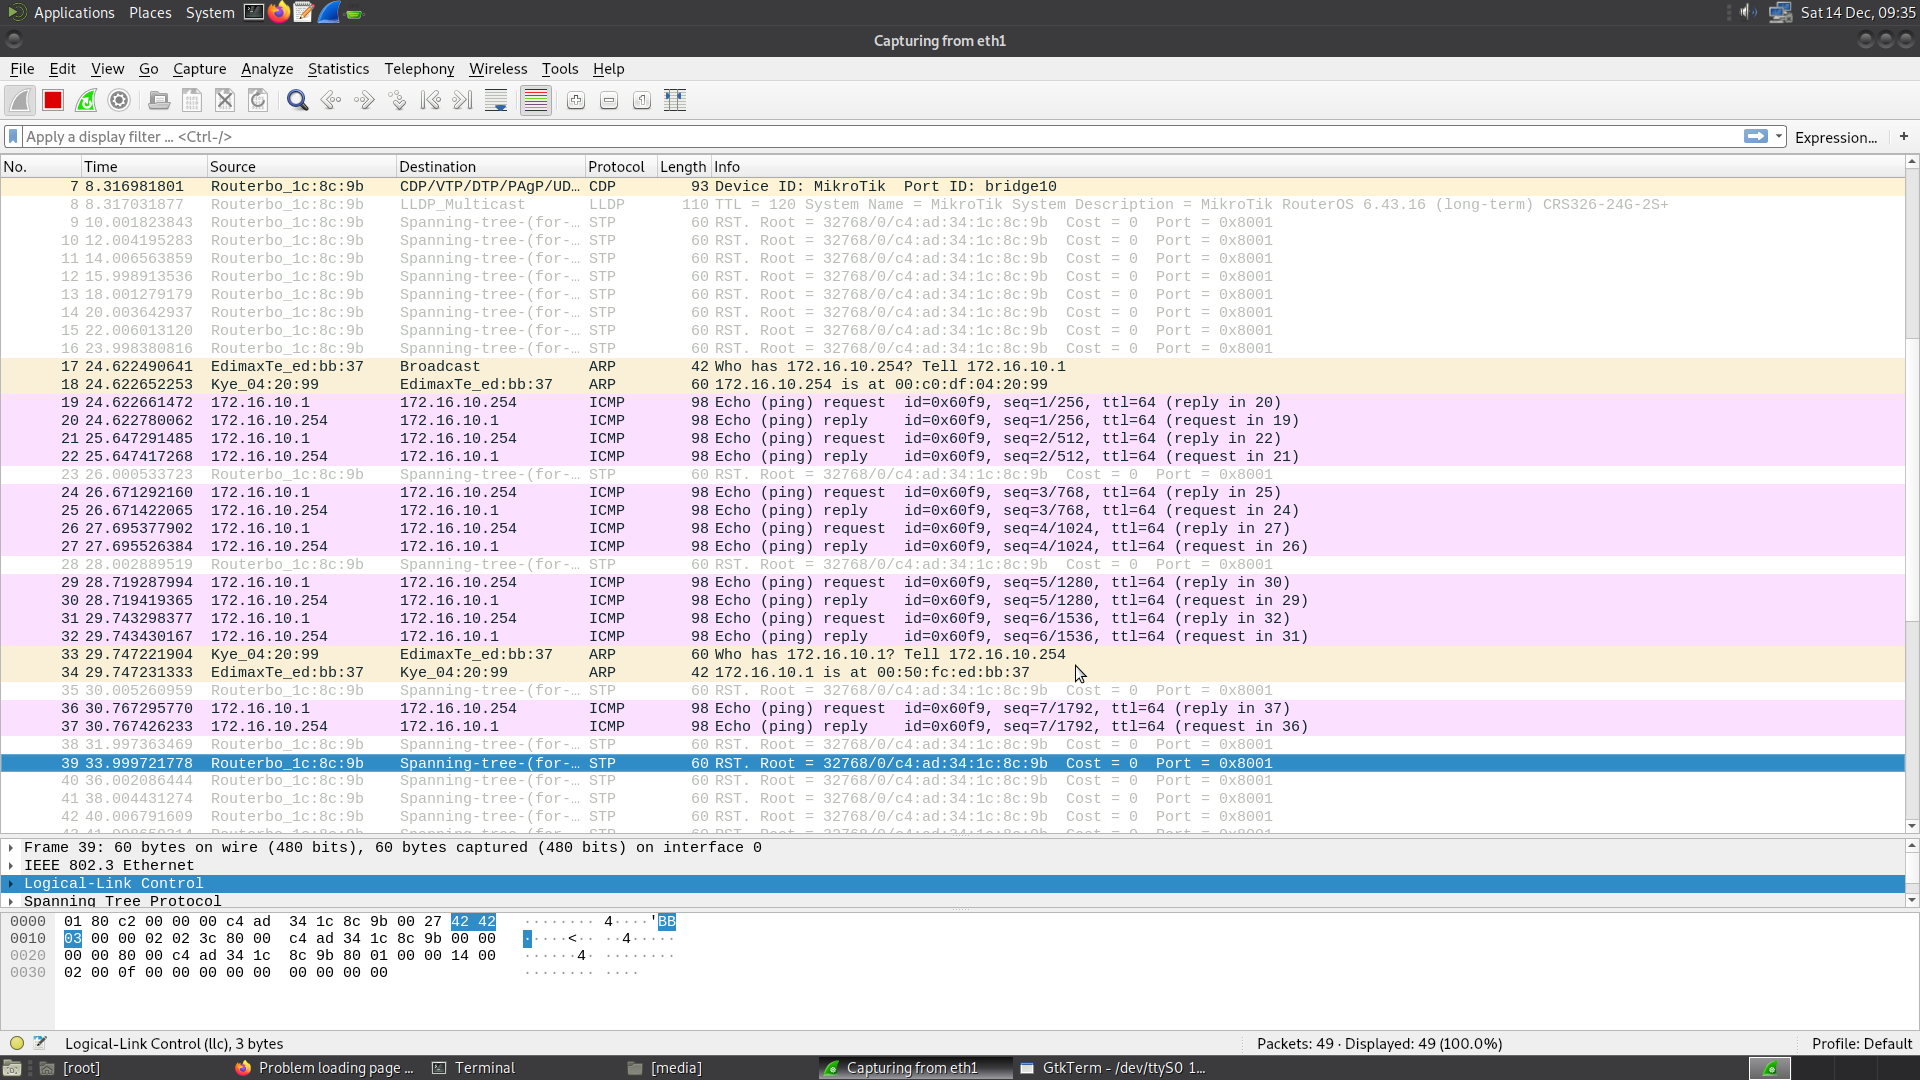 Applications Places System Sat 14 Dec, 09:35
Capturing from eth1
File Edit View Go Capture Analyze Statistics Telephony Wireless Tools Help
Apply a display filter ... <Ctrl-/> Expression... +
No. Time Source Destination Protocol Length Info
7 8.316981801 Routerbo_1c:8c:9b CDP/VTP/DTP/PAgP/UD… CDP 93 Device ID: MikroTik Port ID: bridge10
8 8.317031877 Routerbo_1c:8c:9b LLDP_Multicast LLDP 110 TTL = 120 System Name = MikroTik System Description = MikroTik RouterOS 6.43.16 (long-term) CRS326-24G-2S+
9 10.001823843 Routerbo_1c:8c:9b Spanning-tree-(for-… STP 60 RST. Root = 32768/0/c4:ad:34:1c:8c:9b Cost = 0 Port = 0x8001
10 12.004195283 Routerbo_1c:8c:9b Spanning-tree-(for-… STP 60 RST. Root = 32768/0/c4:ad:34:1c:8c:9b Cost = 0 Port = 0x8001
11 14.006563859 Routerbo_1c:8c:9b Spanning-tree-(for-… STP 60 RST. Root = 32768/0/c4:ad:34:1c:8c:9b Cost = 0 Port = 0x8001
12 15.998913536 Routerbo_1c:8c:9b Spanning-tree-(for-… STP 60 RST. Root = 32768/0/c4:ad:34:1c:8c:9b Cost = 0 Port = 0x8001
13 18.001279179 Routerbo_1c:8c:9b Spanning-tree-(for-… STP 60 RST. Root = 32768/0/c4:ad:34:1c:8c:9b Cost = 0 Port = 0x8001
14 20.003642937 Routerbo_1c:8c:9b Spanning-tree-(for-… STP 60 RST. Root = 32768/0/c4:ad:34:1c:8c:9b Cost = 0 Port = 0x8001
15 22.006013120 Routerbo_1c:8c:9b Spanning-tree-(for-… STP 60 RST. Root = 32768/0/c4:ad:34:1c:8c:9b Cost = 0 Port = 0x8001
16 23.998380816 Routerbo_1c:8c:9b Spanning-tree-(for-… STP 60 RST. Root = 32768/0/c4:ad:34:1c:8c:9b Cost = 0 Port = 0x8001
17 24.622490641 EdimaxTe_ed:bb:37 Broadcast ARP 42 Who has 172.16.10.254? Tell 172.16.10.1
18 24.622652253 Kye_04:20:99 EdimaxTe_ed:bb:37 ARP 60 172.16.10.254 is at 00:c0:df:04:20:99
19 24.622661472 172.16.10.1 172.16.10.254 ICMP 98 Echo (ping) request id=0x60f9, seq=1/256, ttl=64 (reply in 20)
20 24.622780062 172.16.10.254 172.16.10.1 ICMP 98 Echo (ping) reply id=0x60f9, seq=1/256, ttl=64 (request in 19)
21 25.647291485 172.16.10.1 172.16.10.254 ICMP 98 Echo (ping) request id=0x60f9, seq=2/512, ttl=64 (reply in 22)
22 25.647417268 172.16.10.254 172.16.10.1 ICMP 98 Echo (ping) reply id=0x60f9, seq=2/512, ttl=64 (request in 21)
23 26.000533723 Routerbo_1c:8c:9b Spanning-tree-(for-… STP 60 RST. Root = 32768/0/c4:ad:34:1c:8c:9b Cost = 0 Port = 0x8001
24 26.671292160 172.16.10.1 172.16.10.254 ICMP 98 Echo (ping) request id=0x60f9, seq=3/768, ttl=64 (reply in 25)
25 26.671422065 172.16.10.254 172.16.10.1 ICMP 98 Echo (ping) reply id=0x60f9, seq=3/768, ttl=64 (request in 24)
26 27.695377902 172.16.10.1 172.16.10.254 ICMP 98 Echo (ping) request id=0x60f9, seq=4/1024, ttl=64 (reply in 27)
27 27.695526384 172.16.10.254 172.16.10.1 ICMP 98 Echo (ping) reply id=0x60f9, seq=4/1024, ttl=64 (request in 26)
28 28.002889519 Routerbo_1c:8c:9b Spanning-tree-(for-… STP 60 RST. Root = 32768/0/c4:ad:34:1c:8c:9b Cost = 0 Port = 0x8001
29 28.719287994 172.16.10.1 172.16.10.254 ICMP 98 Echo (ping) request id=0x60f9, seq=5/1280, ttl=64 (reply in 30)
30 28.719419365 172.16.10.254 172.16.10.1 ICMP 98 Echo (ping) reply id=0x60f9, seq=5/1280, ttl=64 (request in 29)
31 29.743298377 172.16.10.1 172.16.10.254 ICMP 98 Echo (ping) request id=0x60f9, seq=6/1536, ttl=64 (reply in 32)
32 29.743430167 172.16.10.254 172.16.10.1 ICMP 98 Echo (ping) reply id=0x60f9, seq=6/1536, ttl=64 (request in 31)
33 29.747221904 Kye_04:20:99 EdimaxTe_ed:bb:37 ARP 60 Who has 172.16.10.1? Tell 172.16.10.254
34 29.747231333 EdimaxTe_ed:bb:37 Kye_04:20:99 ARP 42 172.16.10.1 is at 00:50:fc:ed:bb:37
35 30.005260959 Routerbo_1c:8c:9b Spanning-tree-(for-… STP 60 RST. Root = 32768/0/c4:ad:34:1c:8c:9b Cost = 0 Port = 0x8001
36 30.767295770 172.16.10.1 172.16.10.254 ICMP 98 Echo (ping) request id=0x60f9, seq=7/1792, ttl=64 (reply in 37)
37 30.767426233 172.16.10.254 172.16.10.1 ICMP 98 Echo (ping) reply id=0x60f9, seq=7/1792, ttl=64 (request in 36)
38 31.997363469 Routerbo_1c:8c:9b Spanning-tree-(for-… STP 60 RST. Root = 32768/0/c4:ad:34:1c:8c:9b Cost = 0 Port = 0x8001
39 33.999721778 Routerbo_1c:8c:9b Spanning-tree-(for-… STP 60 RST. Root = 32768/0/c4:ad:34:1c:8c:9b Cost = 0 Port = 0x8001
40 36.002086444 Routerbo_1c:8c:9b Spanning-tree-(for-… STP 60 RST. Root = 32768/0/c4:ad:34:1c:8c:9b Cost = 0 Port = 0x8001
41 38.004431274 Routerbo_1c:8c:9b Spanning-tree-(for-… STP 60 RST. Root = 32768/0/c4:ad:34:1c:8c:9b Cost = 0 Port = 0x8001
42 40.006791609 Routerbo_1c:8c:9b Spanning-tree-(for-… STP 60 RST. Root = 32768/0/c4:ad:34:1c:8c:9b Cost = 0 Port = 0x8001
Frame 39: 60 bytes on wire (480 bits), 60 bytes captured (480 bits) on interface 0
IEEE 802.3 Ethernet
Logical-Link Control
Spanning Tree Protocol
0000 01 80 c2 00 00 00 c4 ad 34 1c 8c 9b 00 27 42 42 ········ 4····'BB
0010 03 00 00 02 02 3c 80 00 c4 ad 34 1c 8c 9b 00 00 ·····<·· ··4·····
0020 00 00 80 00 c4 ad 34 1c 8c 9b 80 01 00 00 14 00 ······4· ········
0030 02 00 0f 00 00 00 00 00 00 00 00 00 ········ ····
Logical-Link Control (llc), 3 bytes Packets: 49 · Displayed: 49 (100.0%) Profile: Default
[root] Problem loading page ... Terminal [media] Capturing from eth1 GtkTerm - /dev/ttyS0 1...